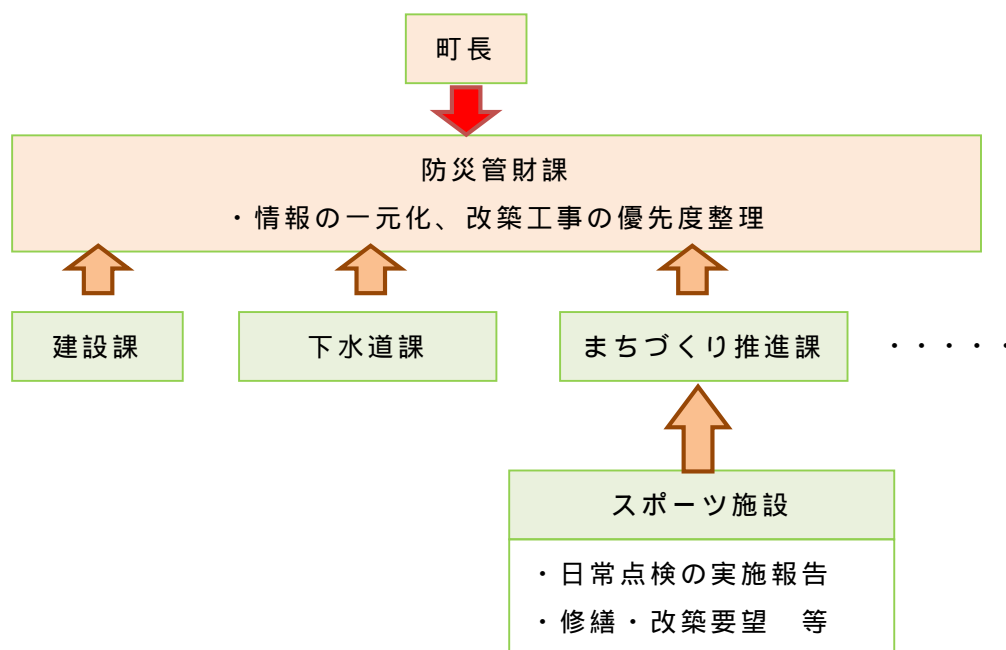 町長
防災管財課
・情報の一元化、改築工事の優先度整理
建設課
下水道課
まちづくり推進課
・・・・・
スポーツ施設
・日常点検の実施報告
・修繕・改築要望　等